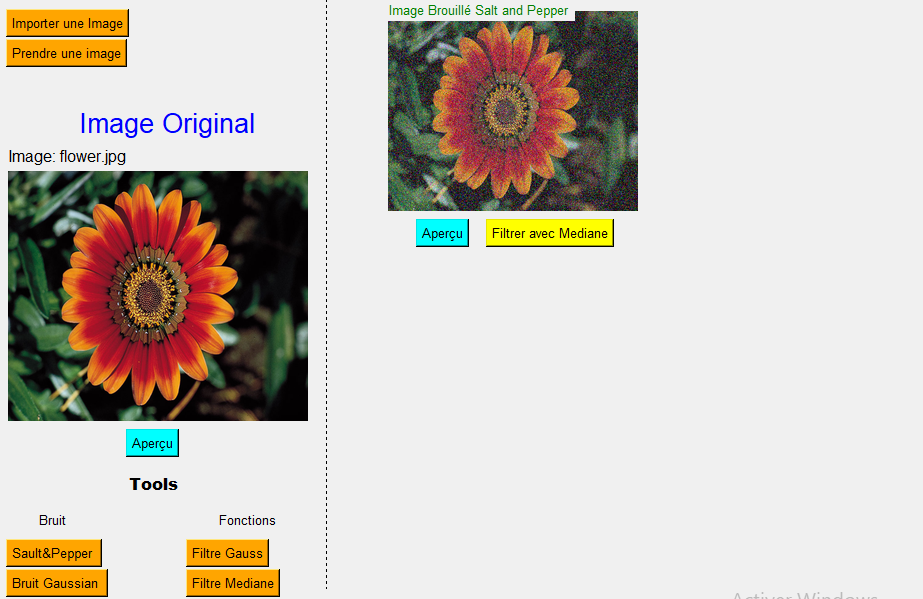 Importer une Image
Prendre une image
Image Original
Image: flower.jpg
Aperçu
Tools
Bruit
Fonctions
Sault&Pepper
Filtre Gauss
Bruit Gaussian
Filtre Mediane
Image Brouillé Salt and Pepper
Aperçu
Filtrer avec Mediane
Activer Windows